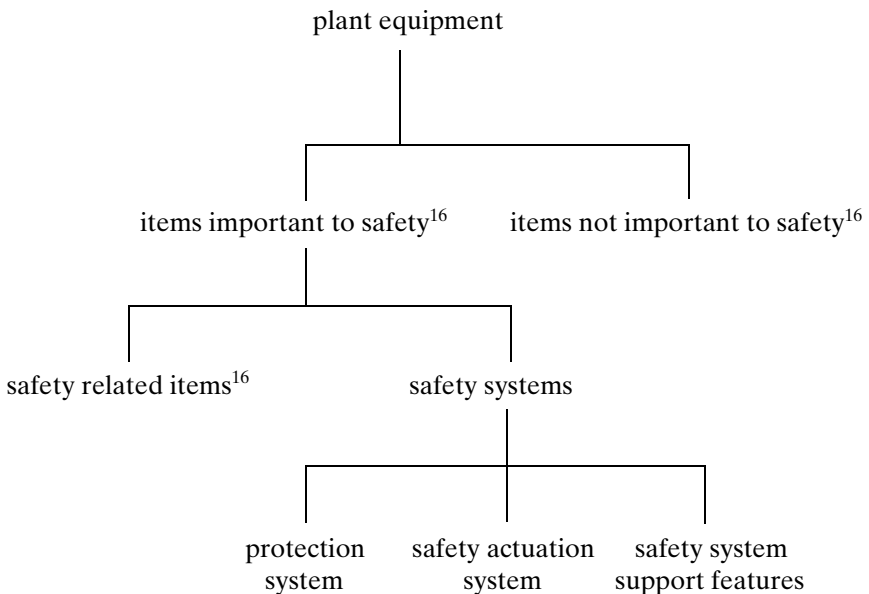 plant equipment
items important to safety16
items not important to safety16
safety related items16
safety systems
protection
system
safety actuation
system
safety system
support features